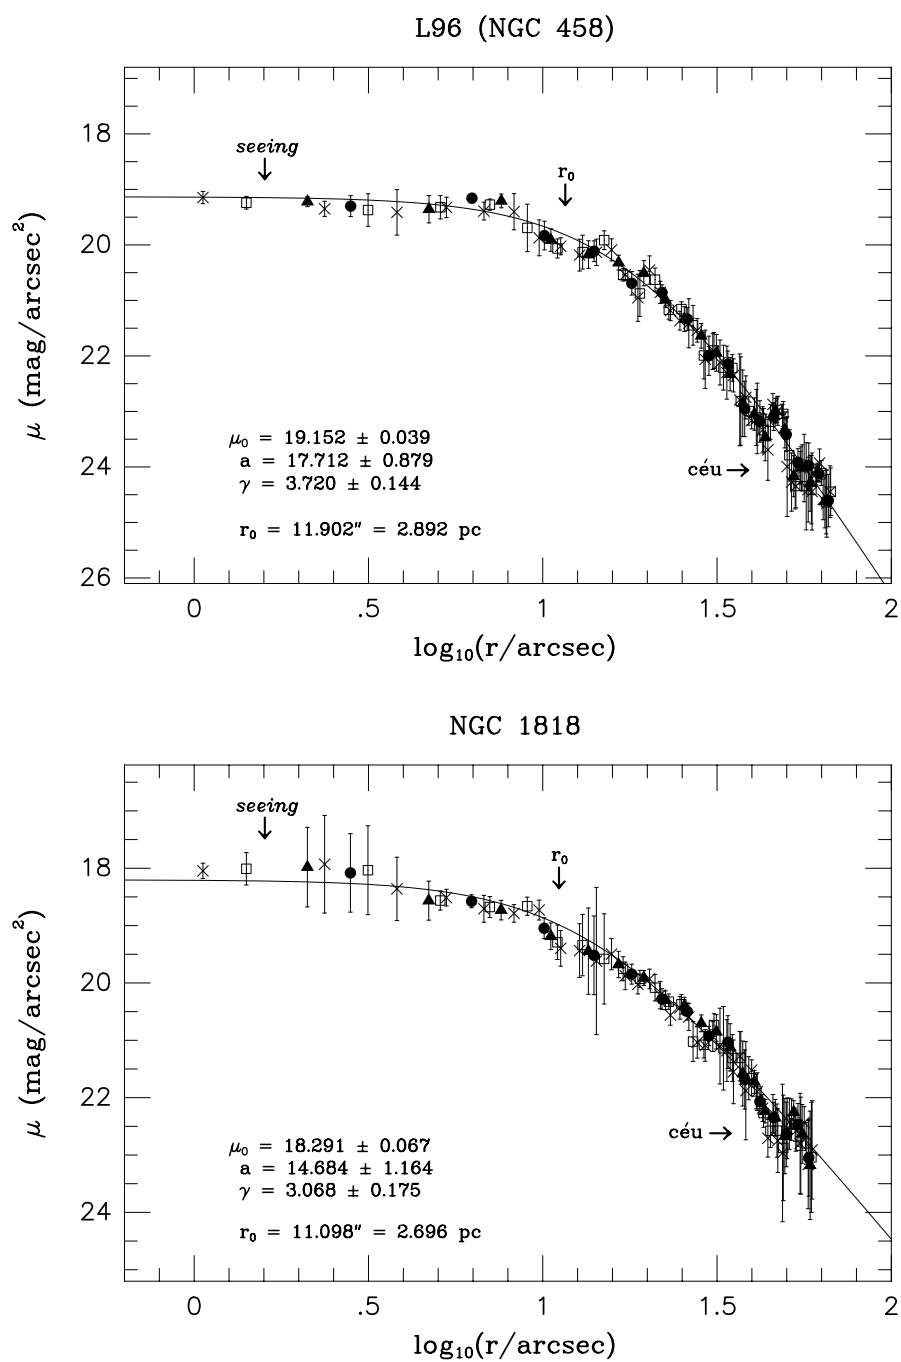 L96 (NGC 458)
18
20
22
24
26
μ (mag/arcsec²)
seeing
r₀
μ₀ = 19.152 ± 0.039
a = 17.712 ± 0.879
γ = 3.720 ± 0.144
r₀ = 11.902″ = 2.892 pc
céu→
0
.5
1
1.5
2
log₁₀(r/arcsec)
NGC 1818
18
20
22
24
μ (mag/arcsec²)
seeing
r₀
μ₀ = 18.291 ± 0.067
a = 14.684 ± 1.164
γ = 3.068 ± 0.175
r₀ = 11.098″ = 2.696 pc
céu→
0
.5
1
1.5
2
log₁₀(r/arcsec)